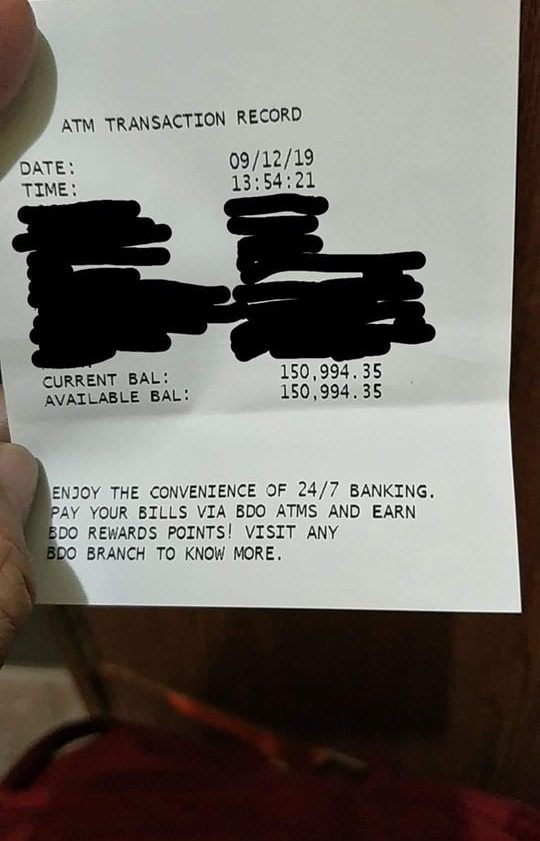 ATM TRANSACTION RECORD
DATE: 09/12/19
TIME: 13:54:21
CURRENT BAL: 150,994.35
AVAILABLE BAL: 150,994.35
ENJOY THE CONVENIENCE OF 24/7 BANKING.
PAY YOUR BILLS VIA BDO ATMS AND EARN
BDO REWARDS POINTS! VISIT ANY
BDO BRANCH TO KNOW MORE.